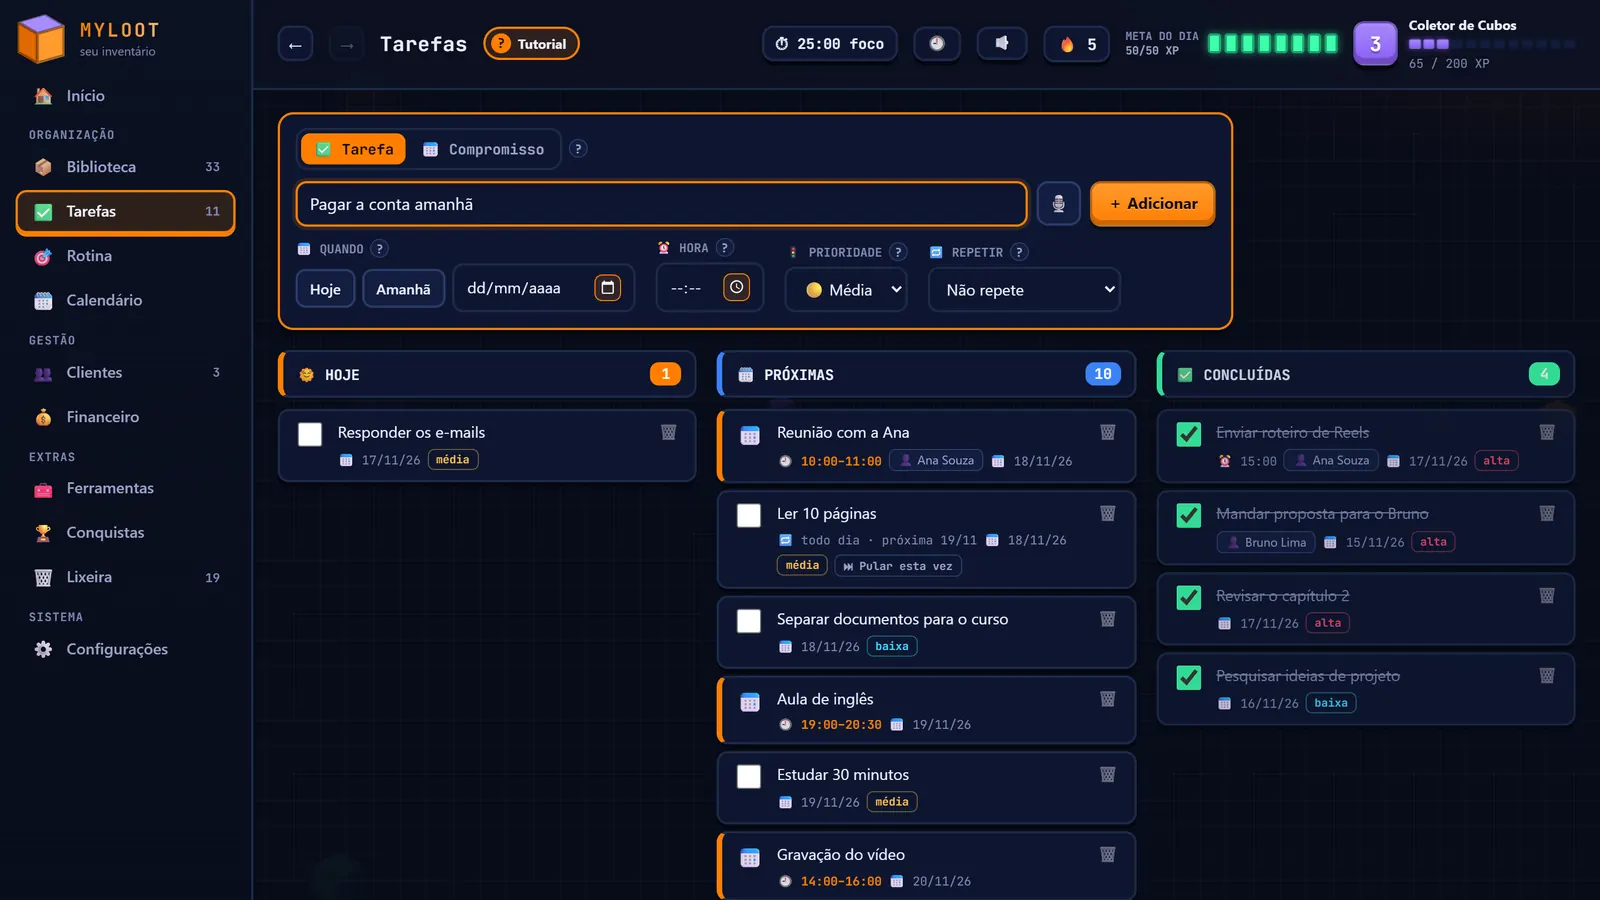 MYLOOT
seu inventário
Início
ORGANIZAÇÃO
Biblioteca 33
Tarefas 11
Rotina
Calendário
GESTÃO
Clientes 3
Financeiro
EXTRAS
Ferramentas
Conquistas
Lixeira 19
SISTEMA
Configurações
← → Tarefas ? Tutorial
25:00 foco
5
META DO DIA
50/50 XP
3
Coletor de Cubos
65 / 200 XP
Tarefa Compromisso ?
Pagar a conta amanhã
+ Adicionar
QUANDO ? HORA ? PRIORIDADE ? REPETIR ?
Hoje Amanhã dd/mm/aaaa --:-- Média Não repete
HOJE 1
Responder os e-mails
17/11/26 média
PRÓXIMAS 10
Reunião com a Ana
10:00–11:00 Ana Souza 18/11/26
Ler 10 páginas
todo dia · próxima 19/11 18/11/26
média Pular esta vez
Separar documentos para o curso
18/11/26 baixa
Aula de inglês
19:00–20:30 19/11/26
Estudar 30 minutos
19/11/26 média
Gravação do vídeo
14:00–16:00 20/11/26
CONCLUÍDAS 4
Enviar roteiro de Reels
15:00 Ana Souza 17/11/26 alta
Mandar proposta para o Bruno
Bruno Lima 15/11/26 alta
Revisar o capítulo 2
17/11/26 alta
Pesquisar ideias de projeto
16/11/26 baixa